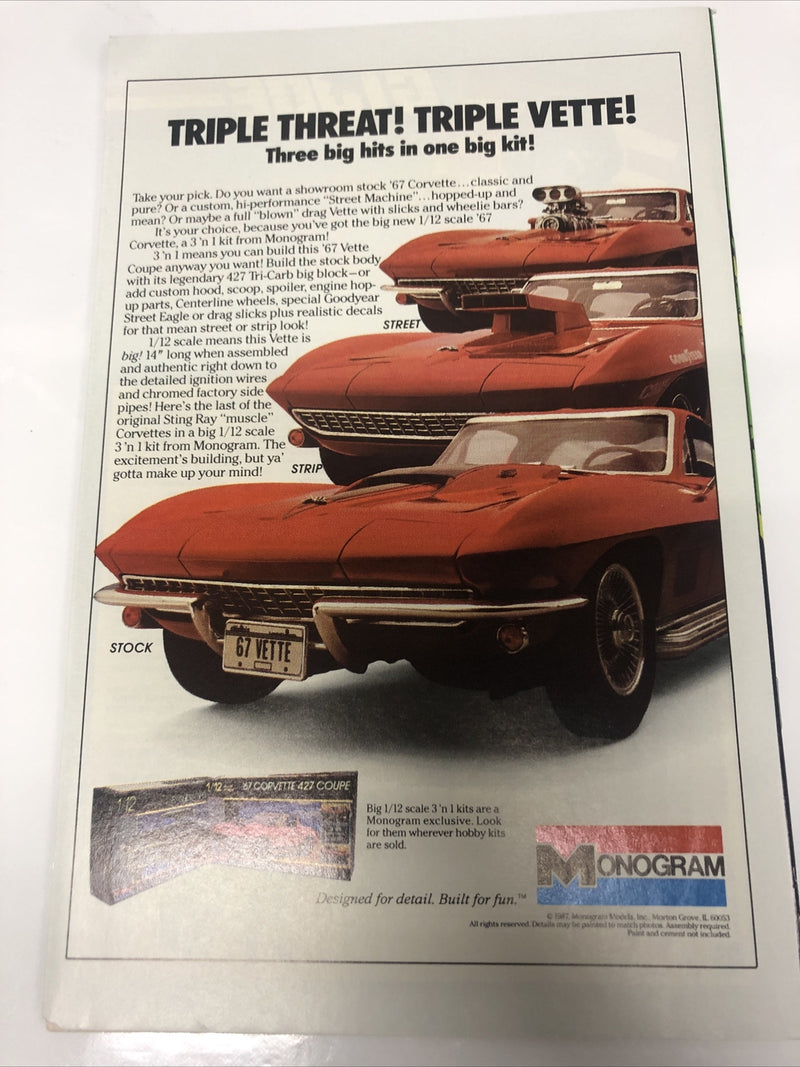 TRIPLE THREAT! TRIPLE VETTE!
Three big hits in one big kit!
Take your pick. Do you want a showroom stock '67 Corvette...classic and
pure? Or a custom, hi-performance "Street Machine"...hopped-up and
mean? Or maybe a full "blown" drag Vette with slicks and wheelie bars?
It's your choice, because you've got the big new 1/12 scale '67
Corvette, a 3 'n 1 kit from Monogram!
3 'n 1 means you can build this '67 Vette
Coupe anyway you want! Build the stock body
with its legendary 427 Tri-Carb big block—or
add custom hood, scoop, spoiler, engine hop-
up parts, Centerline wheels, special Goodyear
Street Eagle or drag slicks plus realistic decals
for that mean street or strip look!
1/12 scale means this Vette is
big! 14" long when assembled
and authentic right down to
the detailed ignition wires
and chromed factory side
pipes! Here's the last of the
original Sting Ray "muscle"
Corvettes in a big 1/12 scale
3 'n 1 kit from Monogram. The
excitement's building, but ya'
gotta make up your mind!
STREET
GOODYEAR
STRIP
STOCK
67 VETTE
1/12
1/12 '67 CORVETTE 427 COUPE
Big 1/12 scale 3 'n 1 kits are a
Monogram exclusive. Look
for them wherever hobby kits
are sold.
MONOGRAM
Designed for detail. Built for fun.™
© 1987, Monogram Models, Inc., Morton Grove, IL 60053
All rights reserved. Details may be painted to match photos. Assembly required.
Paint and cement not included.